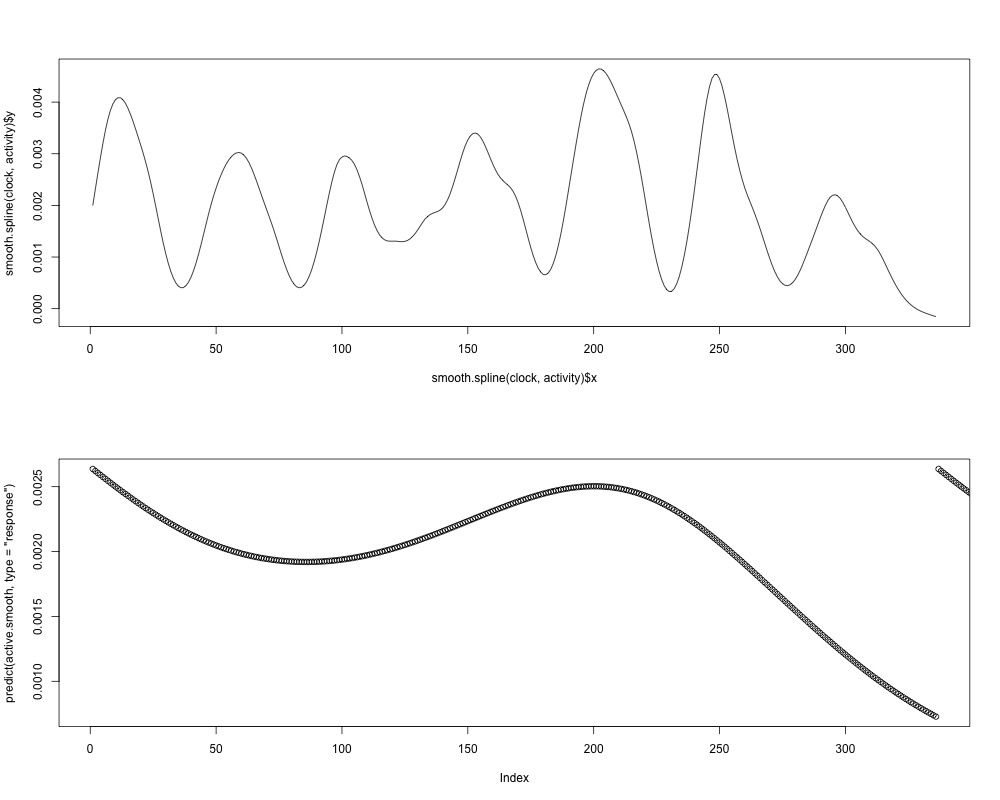 smooth.spline(clock, activity)$y
0.004
0.003
0.002
0.001
0.000
0 50 100 150 200 250 300
smooth.spline(clock, activity)$x
predict(active.smooth, type = "response")
0.0025
0.0020
0.0015
0.0010
0 50 100 150 200 250 300
Index